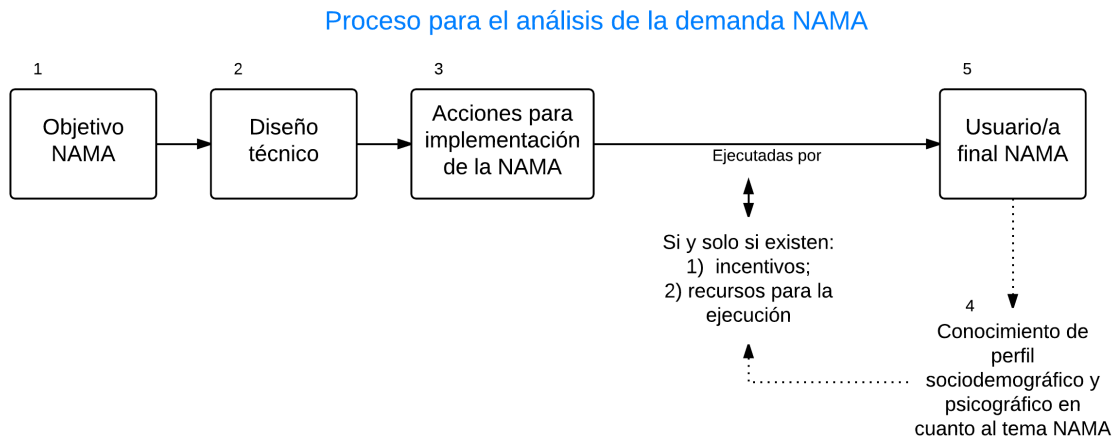 Proceso para el análisis de la demanda NAMA
1
Objetivo
NAMA
2
Diseño
técnico
3
Acciones para
implementación
de la NAMA
Ejecutadas por
Si y solo si existen:
1) incentivos;
2) recursos para la
ejecución
5
Usuario/a
final NAMA
4
Conocimiento de
perfil
sociodemográfico y
psicográfico en
cuanto al tema NAMA